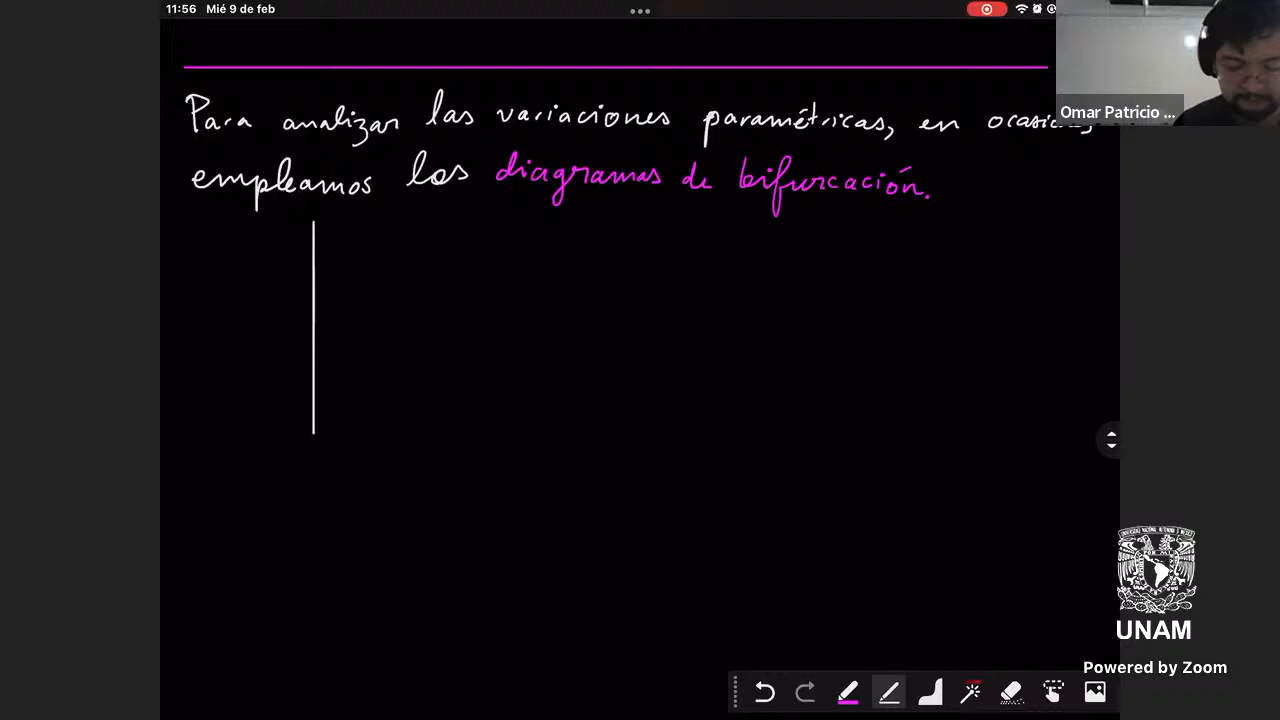 11:56 Mié 9 de feb
Omar Patricio ...
Para analizar las variaciones paramétricas, en
empleamos los diagramas de bifurcación.
UNAM
Powered by Zoom